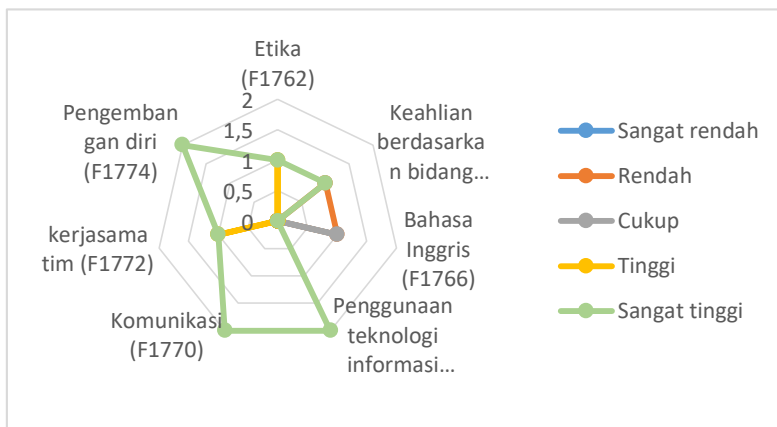 Etika
(F1762)
Keahlian
berdasarkan
n bidang...
Bahasa
Inggris
(F1766)
Penggunaan
teknologi
informasi...
Komunikasi
(F1770)
kerjasama
tim (F1772)
Pengemban
gan diri
(F1774)
2
1,5
1
0,5
0
Sangat rendah
Rendah
Cukup
Tinggi
Sangat tinggi